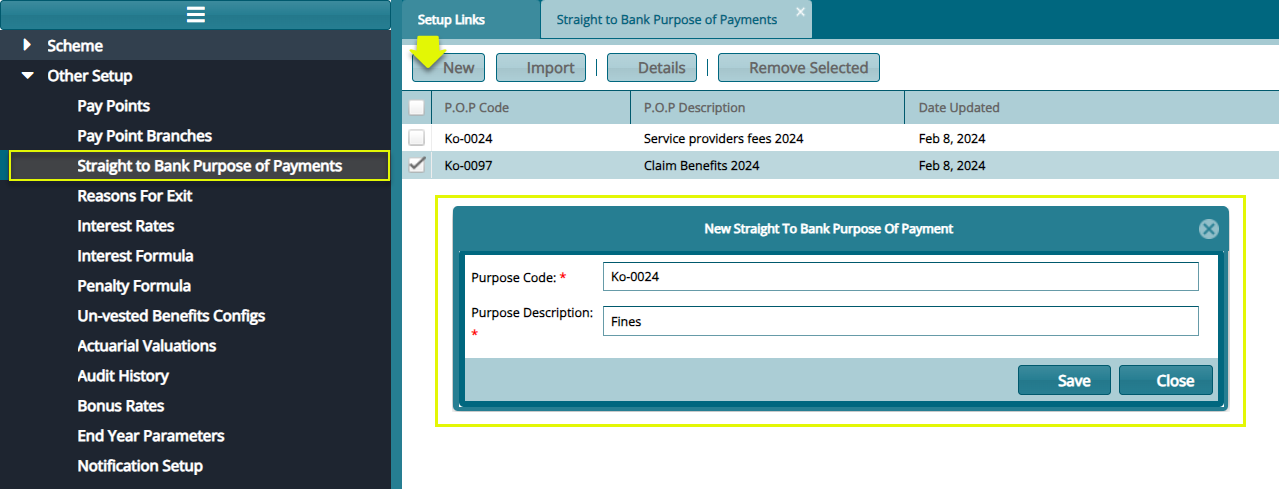 Setup Links
Straight to Bank Purpose of Payments
Scheme
Other Setup
Pay Points
Pay Point Branches
Straight to Bank Purpose of Payments
Reasons For Exit
Interest Rates
Interest Formula
Penalty Formula
Un-vested Benefits Configs
Actuarial Valuations
Audit History
Bonus Rates
End Year Parameters
Notification Setup
New Import Details Remove Selected
P.O.P Code P.O.P Description Date Updated
Ko-0024 Service providers fees 2024 Feb 8, 2024
Ko-0097 Claim Benefits 2024 Feb 8, 2024
New Straight To Bank Purpose Of Payment
Purpose Code: * Ko-0024
Purpose Description: Fines
*
Save Close